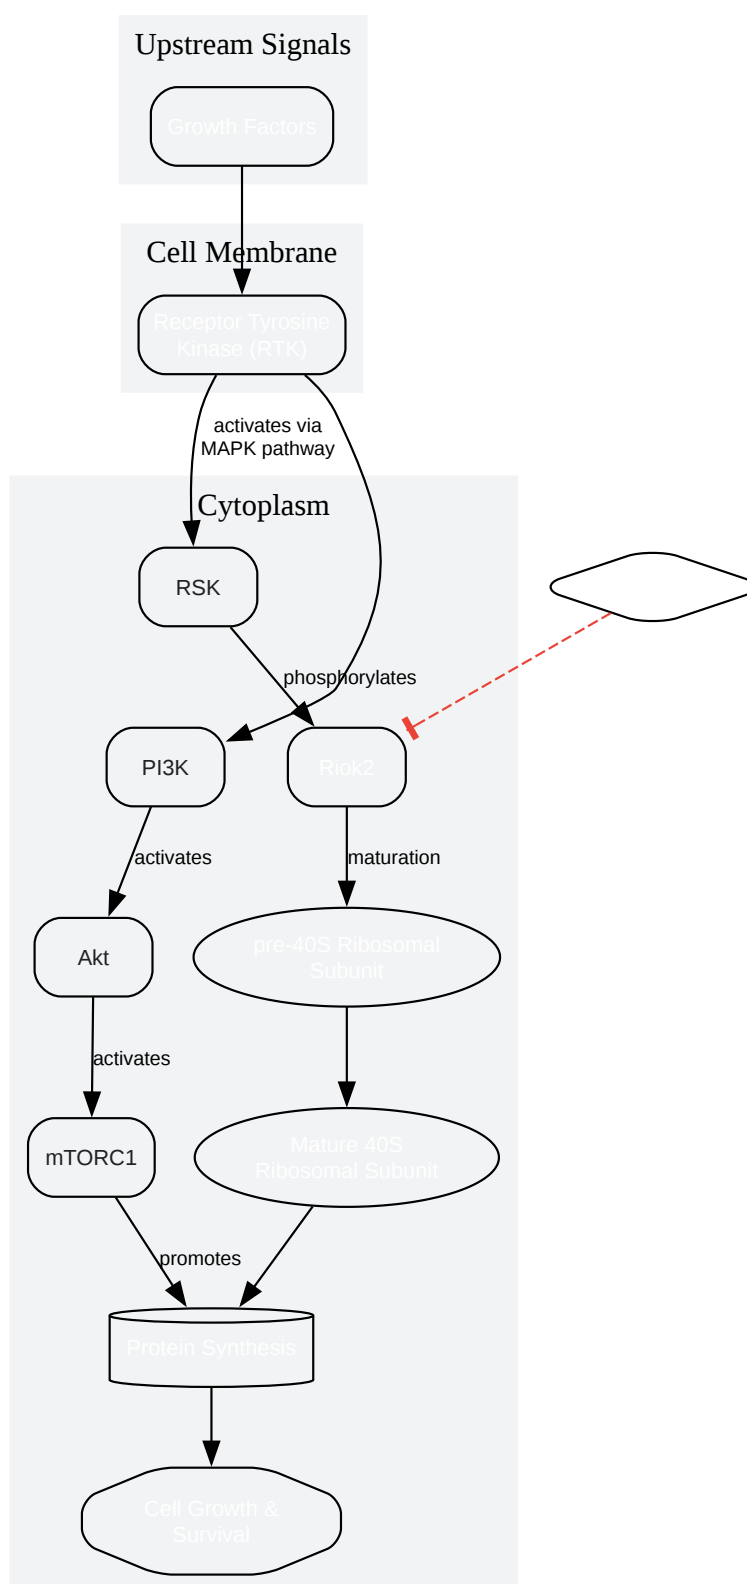 Upstream Signals
Growth Factors
Cell Membrane
Receptor Tyrosine
Kinase (RTK)
activates via
MAPK pathway
Cytoplasm
RSK
phosphorylates
PI3K
Riok2
activates
maturation
pre-40S Ribosomal
Subunit
Akt
activates
Mature 40S
Ribosomal Subunit
mTORC1
promotes
Protein Synthesis
Cell Growth &
Survival